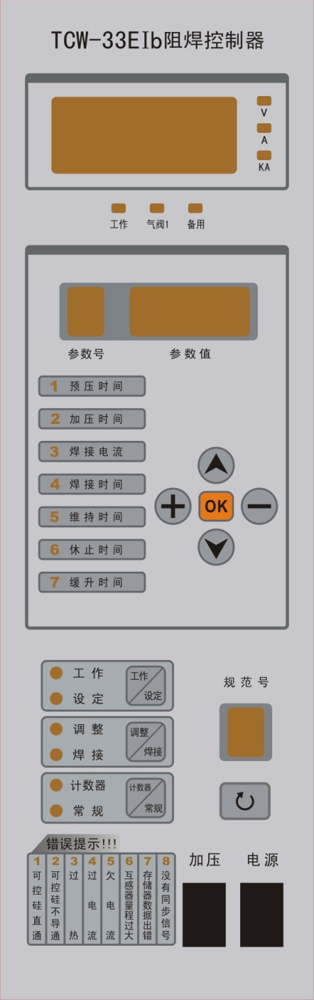 TCW-33EIb阻焊控制器
V
A
KA
工作 气阀1 备用
参数号 参数值
1 预压时间
2 加压时间
3 焊接电流
4 焊接时间
5 维持时间
6 休止时间
7 缓升时间
OK
工作
设定
工作/设定
规范号
调整
焊接
调整/焊接
计数器
常规
计数器/常规
错误提示!!!
加压 电源
1 可控硅直通
2 可控硅不导通
3 过热
4 过电流
5 欠电流
6 互感器量程过大
7 存储器数据出错
8 没有同步信号